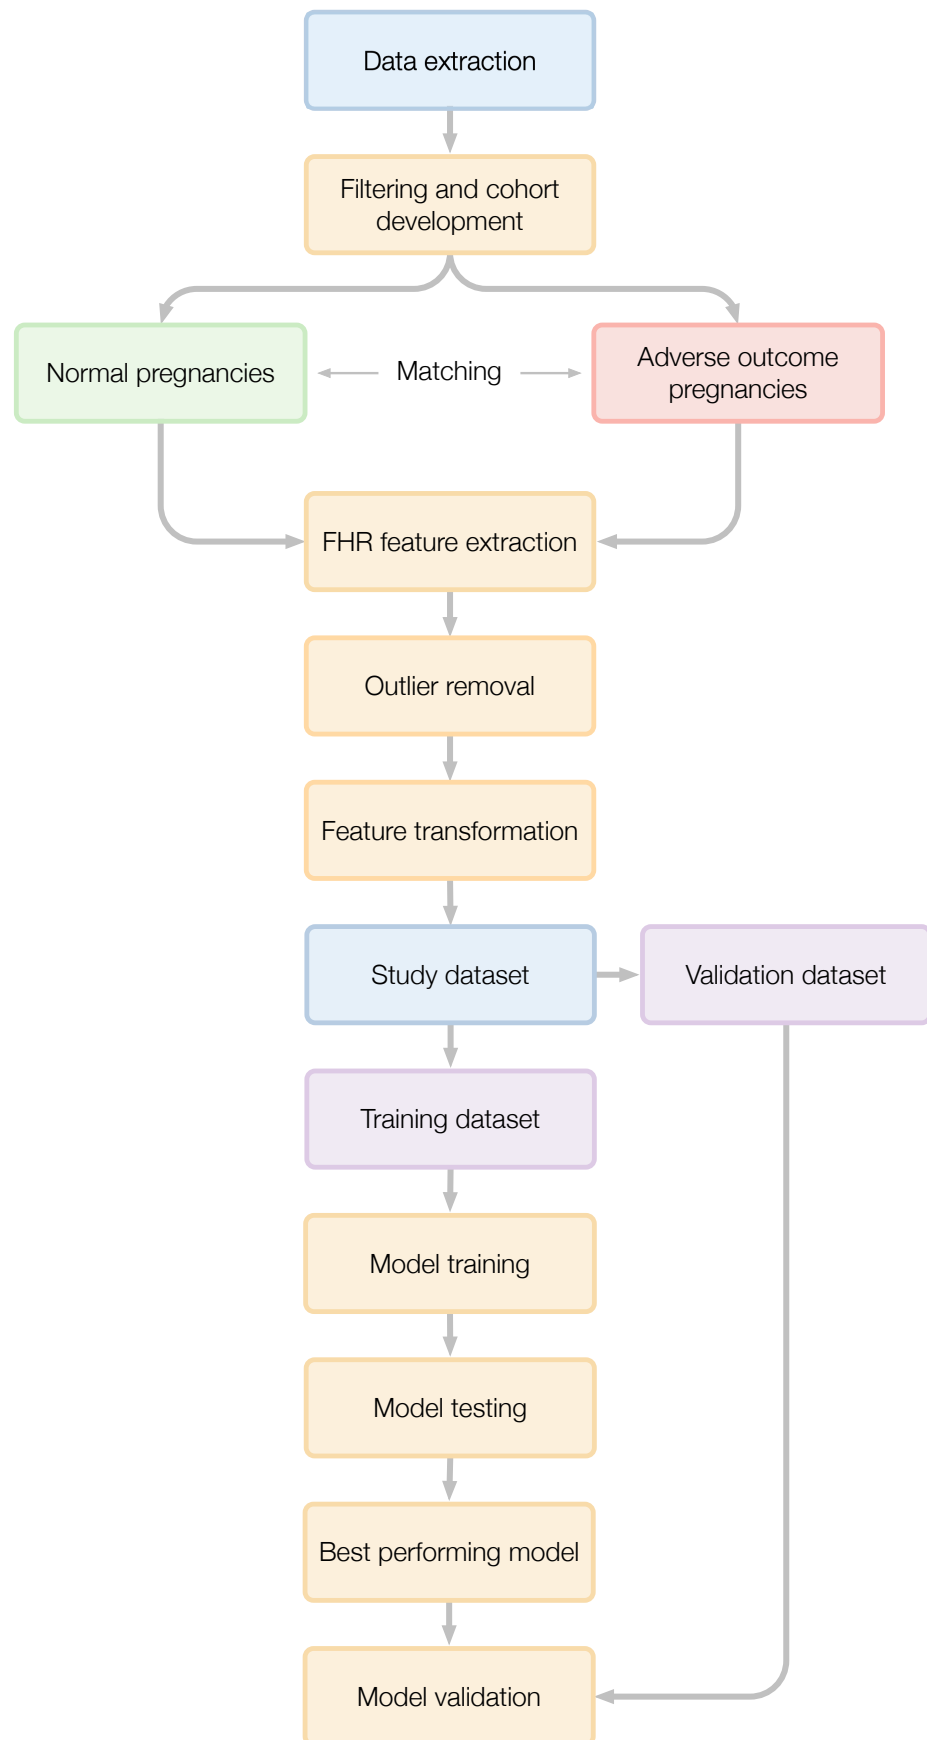 Data extraction
Filtering and cohort
development
Normal pregnancies
Matching
Adverse outcome
pregnancies
FHR feature extraction
Outlier removal
Feature transformation
Study dataset
Validation dataset
Training dataset
Model training
Model testing
Best performing model
Model validation